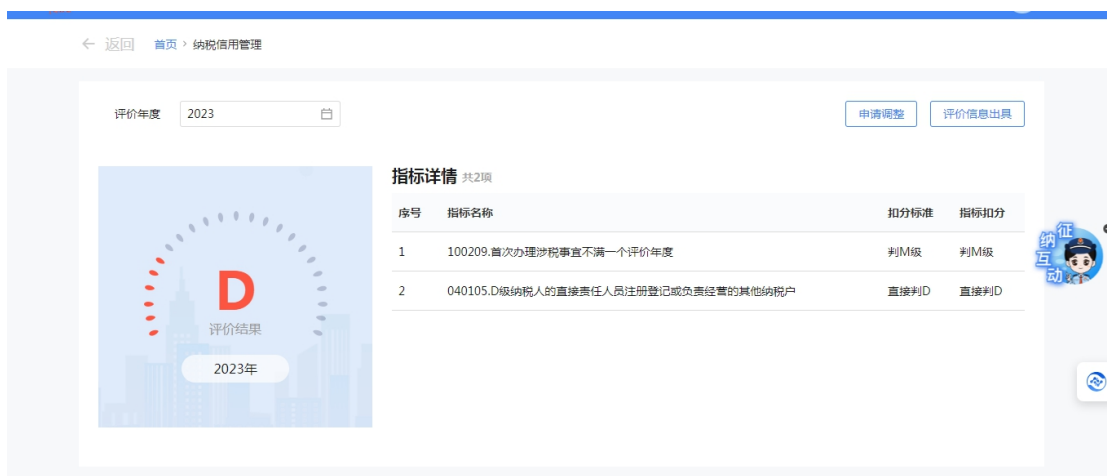 ← 返回 首页 > 纳税信用管理
评价年度 2023 申请调整 评价信息出具
指标详情 共2项
序号 指标名称 扣分标准 指标扣分
1 100209.首次办理涉税事宜不满一个评价年度 判M级 判M级
2 040105.D级纳税人的直接责任人员注册登记或负责经营的其他纳税户 直接判D 直接判D
D
评价结果
2023年
征纳互动